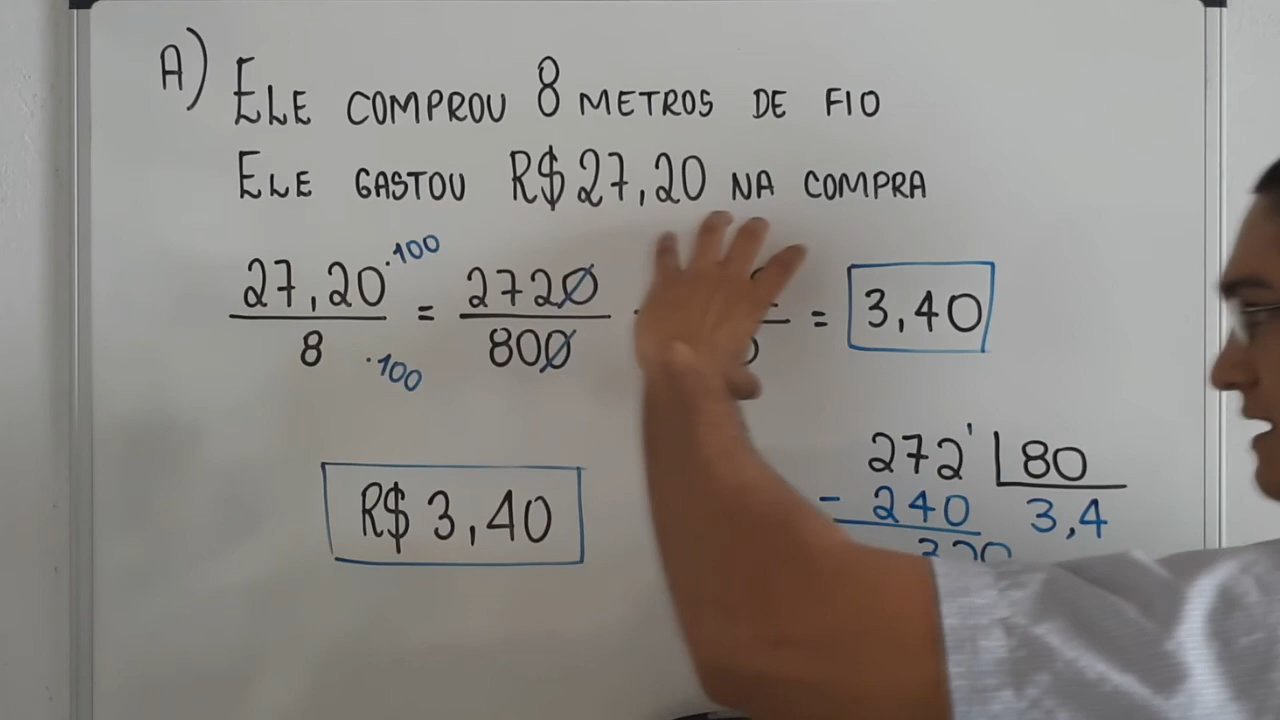 A) ELE COMPROU 8 METROS DE FIO
ELE GASTOU R$ 27,20 NA COMPRA
27,20 ·100 = 2720 = 3,40
8 ·100 800
272' 80
R$ 3,40 - 240 3,4
320